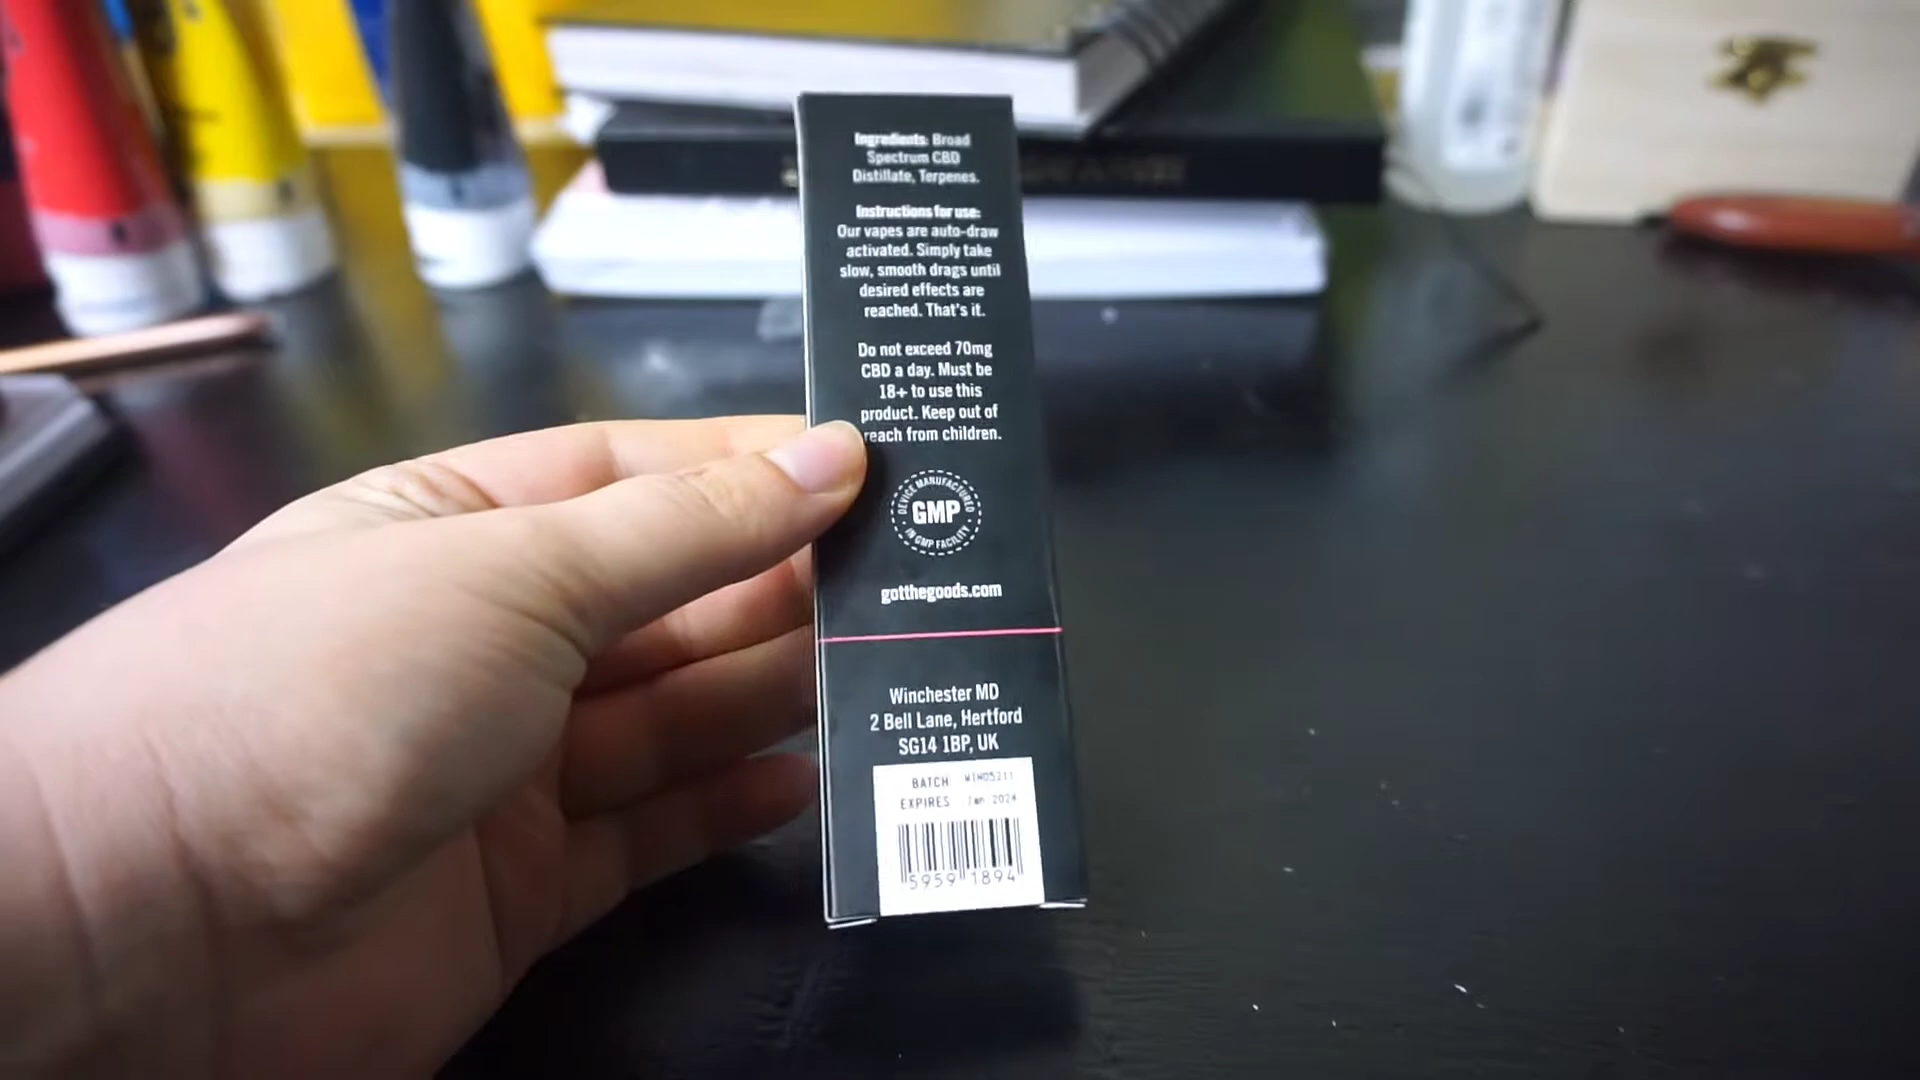 Ingredients: Broad
Spectrum CBD
Distillate, Terpenes.
Instructions for use:
Our vapes are auto-draw
activated. Simply take
slow, smooth drags until
desired effects are
reached. That's it.
Do not exceed 70mg
CBD a day. Must be
18+ to use this
product. Keep out of
reach from children.
DEVICE MANUFACTURED
GMP
IN GMP FACILITY
gotthegoods.com
Winchester MD
2 Bell Lane, Hertford
SG14 1BP, UK
BATCH
EXPIRES Jan 2024
5959 1894